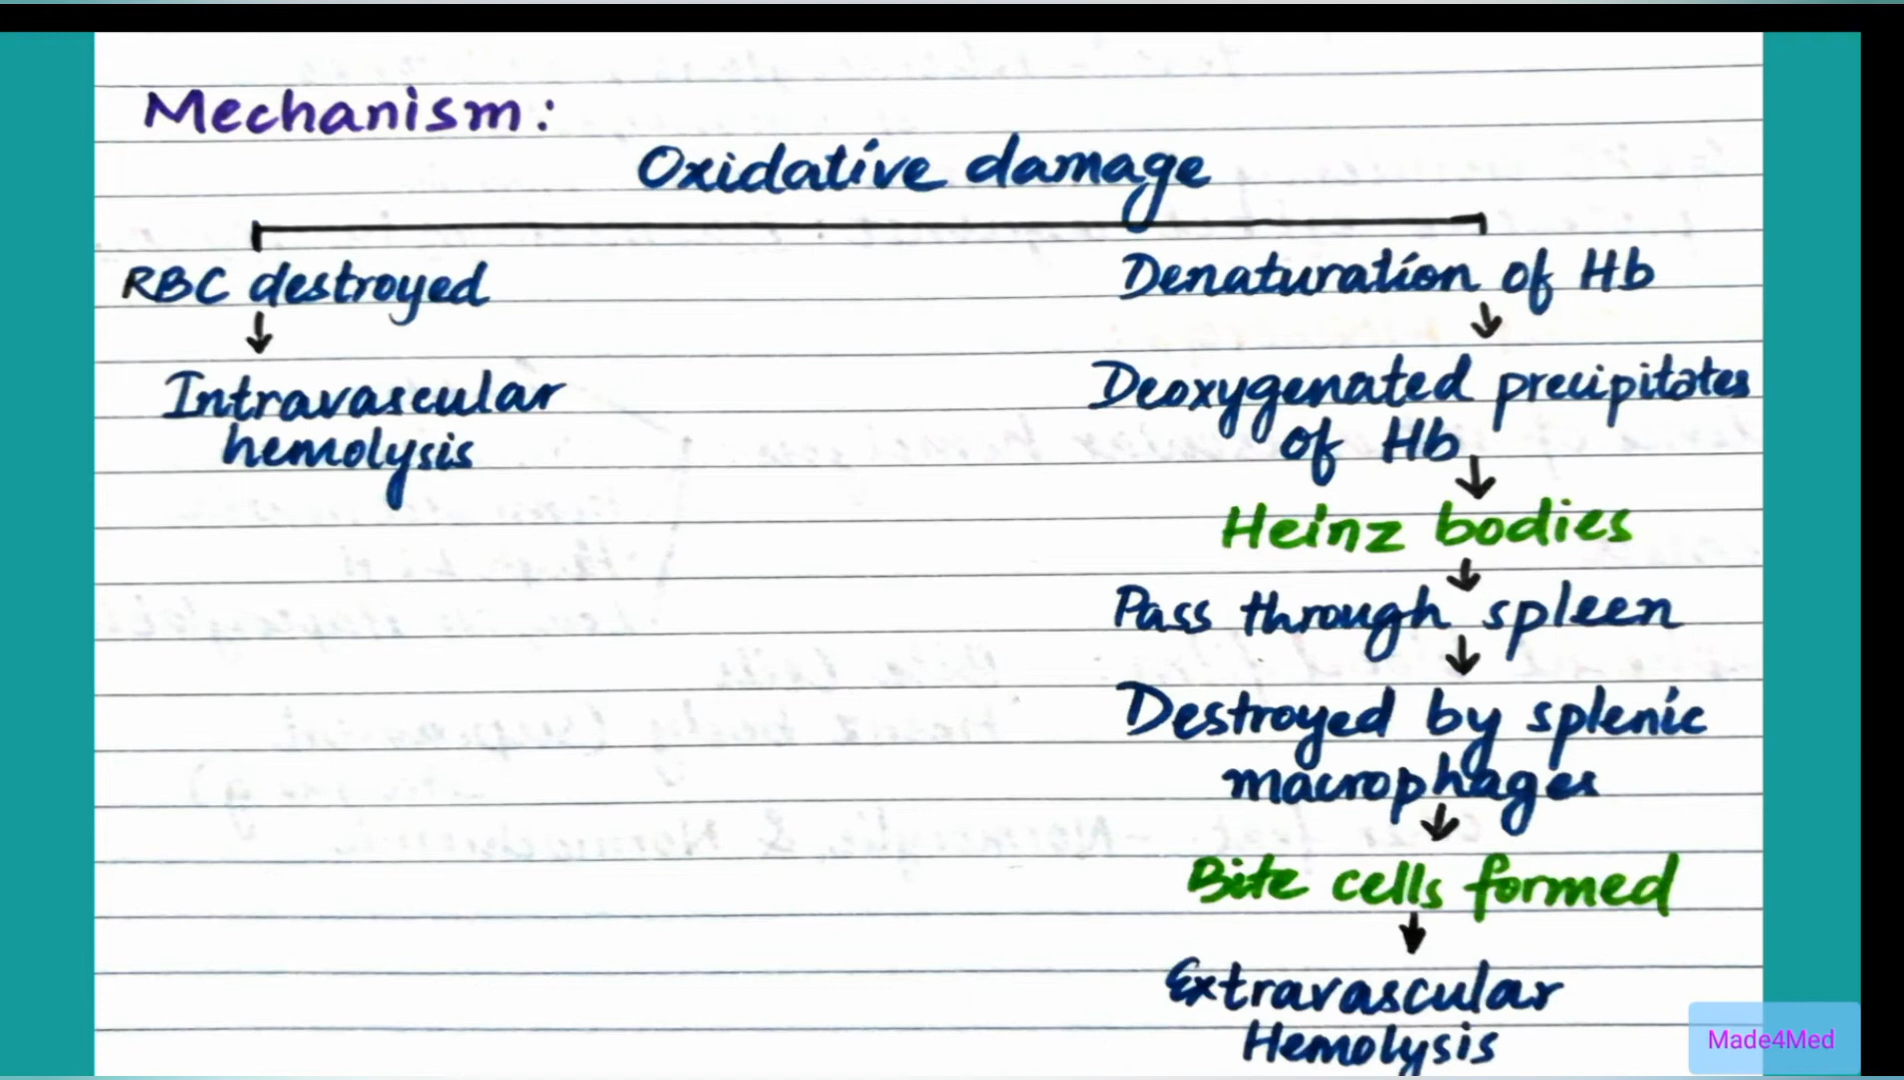 Mechanism:
Oxidative damage
RBC destroyed
Denaturation of Hb
↓
↓
Intravascular
hemolysis
Deoxygenated precipitates
of Hb
↓
Heinz bodies
↓
Pass through spleen
↓
Destroyed by splenic
macrophages
↓
Bite cells formed
↓
Extravascular
Hemolysis
Made4Med